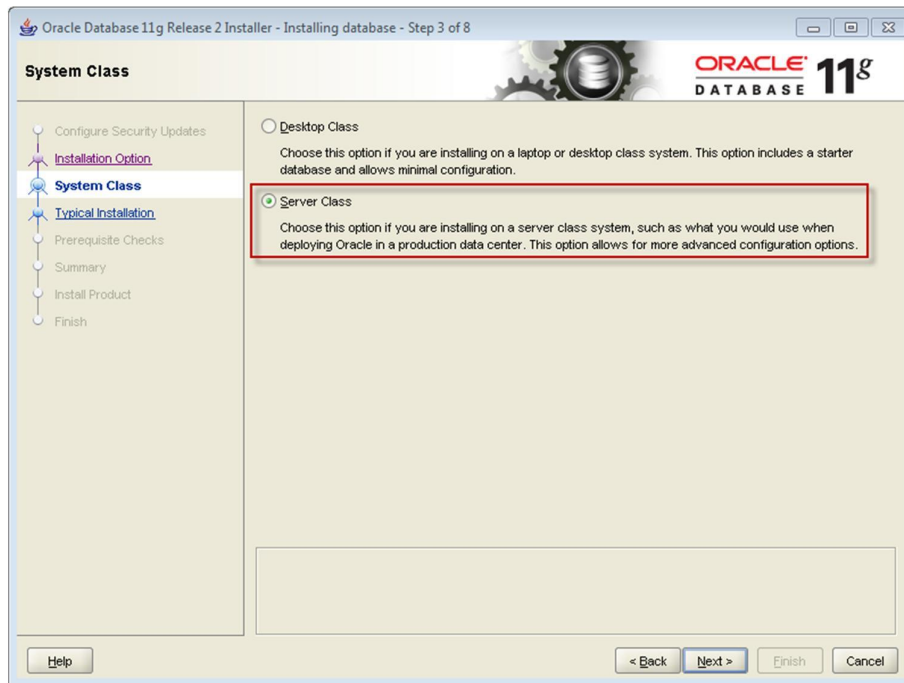 Oracle Database 11g Release 2 Installer - Installing database - Step 3 of 8
System Class
ORACLE
DATABASE
11g
Configure Security Updates
Installation Option
System Class
Typical Installation
Prerequisite Checks
Summary
Install Product
Finish
Desktop Class
Choose this option if you are installing on a laptop or desktop class system. This option includes a starter
database and allows minimal configuration.
Server Class
Choose this option if you are installing on a server class system, such as what you would use when
deploying Oracle in a production data center. This option allows for more advanced configuration options.
Help
< Back
Next >
Finish
Cancel